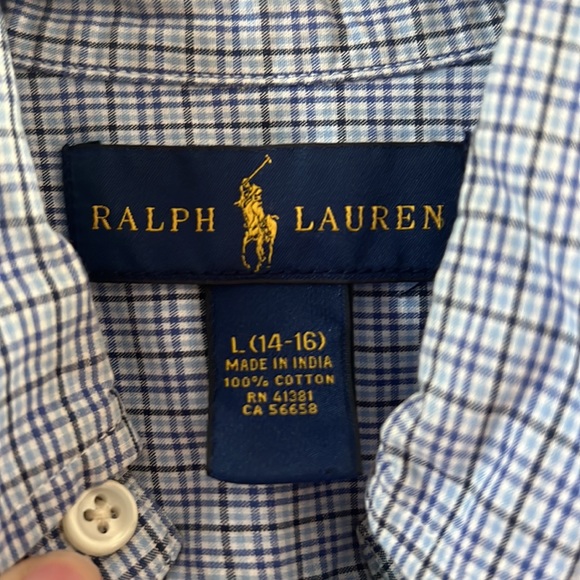 RALPH LAUREN
L (14-16)
MADE IN INDIA
100% COTTON
RN 41381
CA 56658